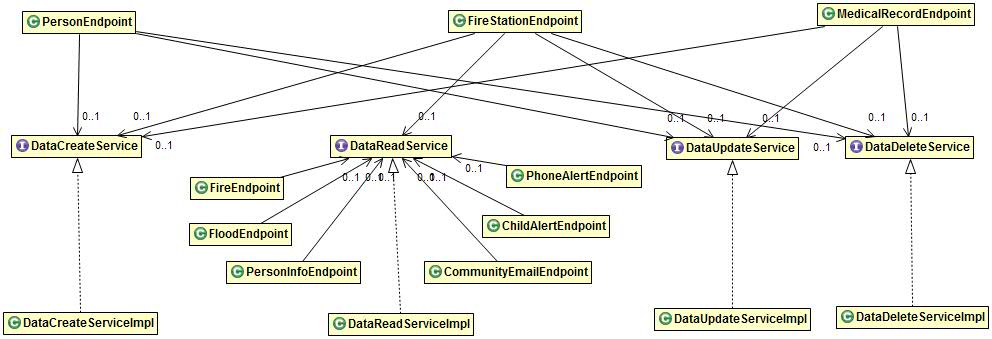 C PersonEndpoint
C FireStationEndpoint
C MedicalRecordEndpoint
0..1
0..1
0..1
0..1
0..1
0..1
0..1
0..1
0..1
I DataCreateService
I DataReadService
I DataUpdateService
I DataDeleteService
0..1
0..1
0..1
0..1
0..1
0..1
C FireEndpoint
C PhoneAlertEndpoint
C FloodEndpoint
C ChildAlertEndpoint
C PersonInfoEndpoint
C CommunityEmailEndpoint
C DataCreateServiceImpl
C DataReadServiceImpl
C DataUpdateServiceImpl
C DataDeleteServiceImpl